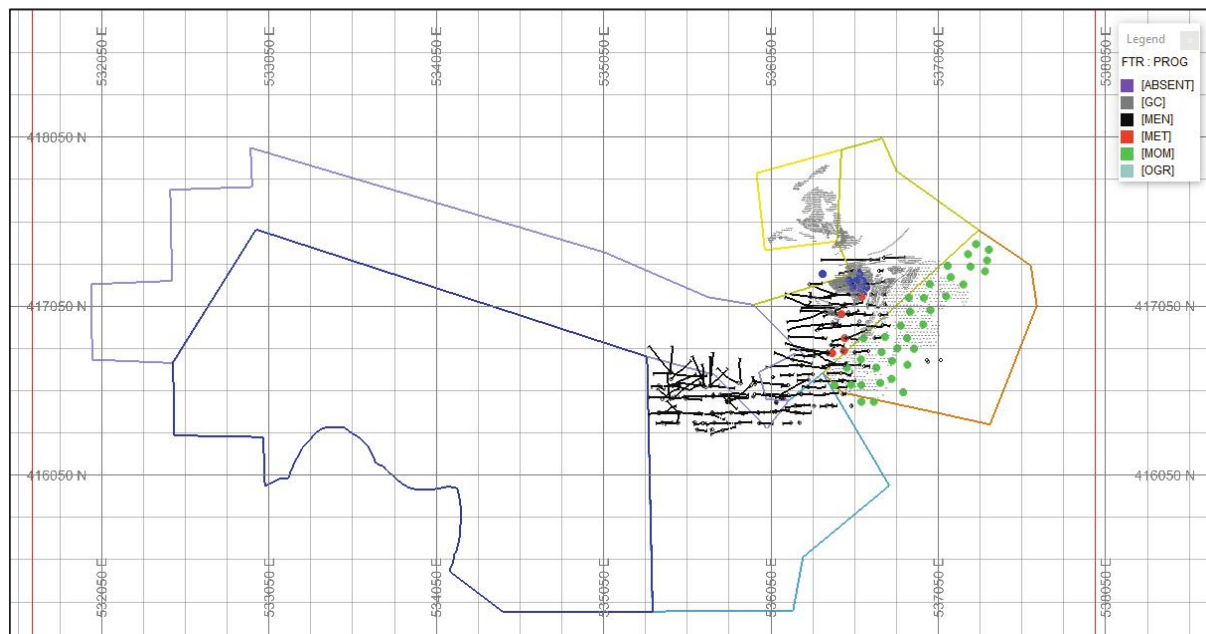 532050 E
533050 E
534050 E
535050 E
536050 E
537050 E
538050 E
Legend
FTR : PROG
[ABSENT]
[GC]
[MEN]
[MET]
[MOM]
[OGR]
418050 N
418050 N
417050 N
417050 N
416050 N
416050 N
532050 E
533050 E
534050 E
535050 E
536050 E
537050 E
538050 E